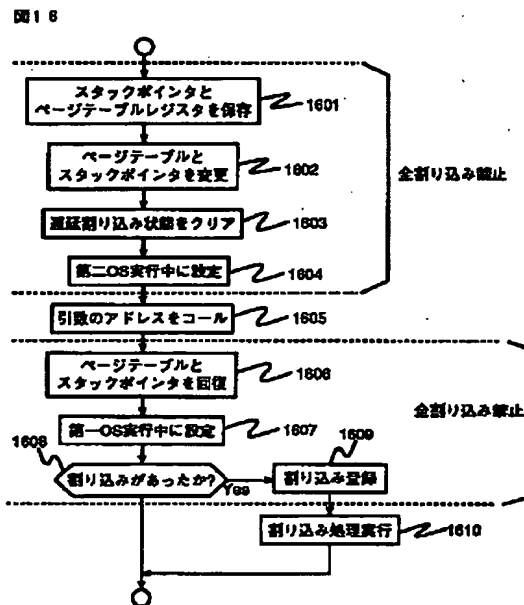 図16
スタックポインタと
ページテーブルレジスタを保存
1601
ページテーブルと
スタックポインタを変更
1602
全割り込み禁止
遅延割り込み状態をクリア
1603
第二OS実行中に設定
1604
引数のアドレスをコール
1605
ページテーブルと
スタックポインタを回復
1606
全割り込み禁止
第一OS実行中に設定
1607
1608
割り込みがあったか?
Yes
1609
割り込み登録
割り込み処理実行
1610